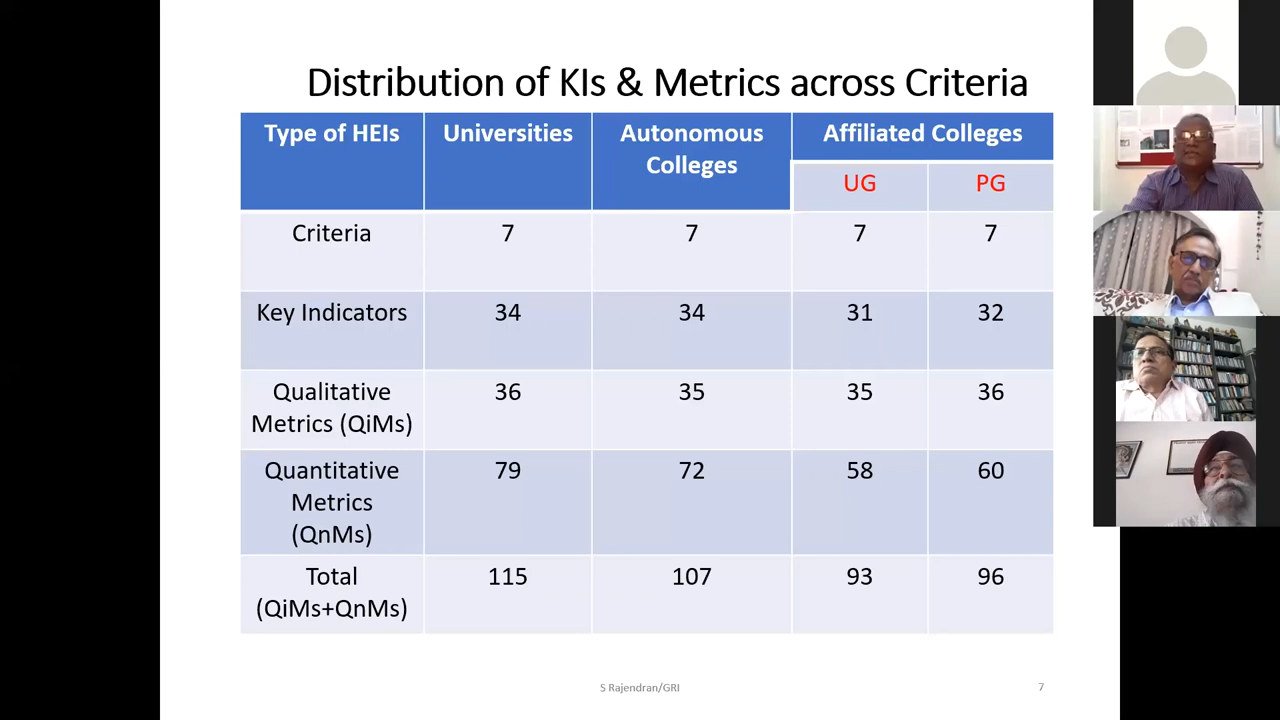 Distribution of KIs & Metrics across Criteria
Type of HEIs Universities Autonomous Colleges Affiliated Colleges
UG PG
Criteria 7 7 7 7
Key Indicators 34 34 31 32
Qualitative Metrics (QiMs) 36 35 35 36
Quantitative Metrics (QnMs) 79 72 58 60
Total (QiMs+QnMs) 115 107 93 96
S Rajendran/GRI 7